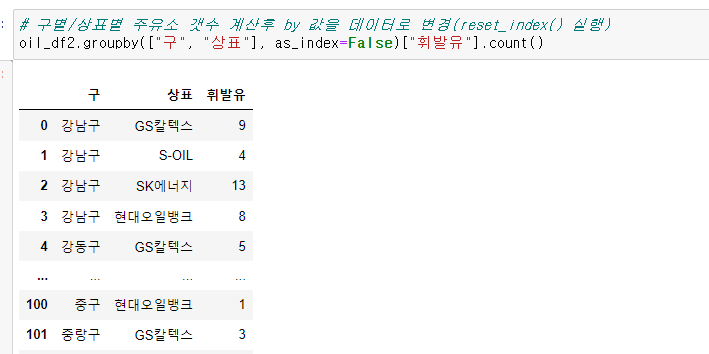 :
# 구별/상표별 주유소 갯수 계산후 by 값을 데이터로 변경(reset_index() 실행)
oil_df2.groupby(["구", "상표"], as_index=False)["휘발유"].count()
:
구 상표 휘발유
0 강남구 GS칼텍스 9
1 강남구 S-OIL 4
2 강남구 SK에너지 13
3 강남구 현대오일뱅크 8
4 강동구 GS칼텍스 5
... ... ... ...
100 중구 현대오일뱅크 1
101 중랑구 GS칼텍스 3